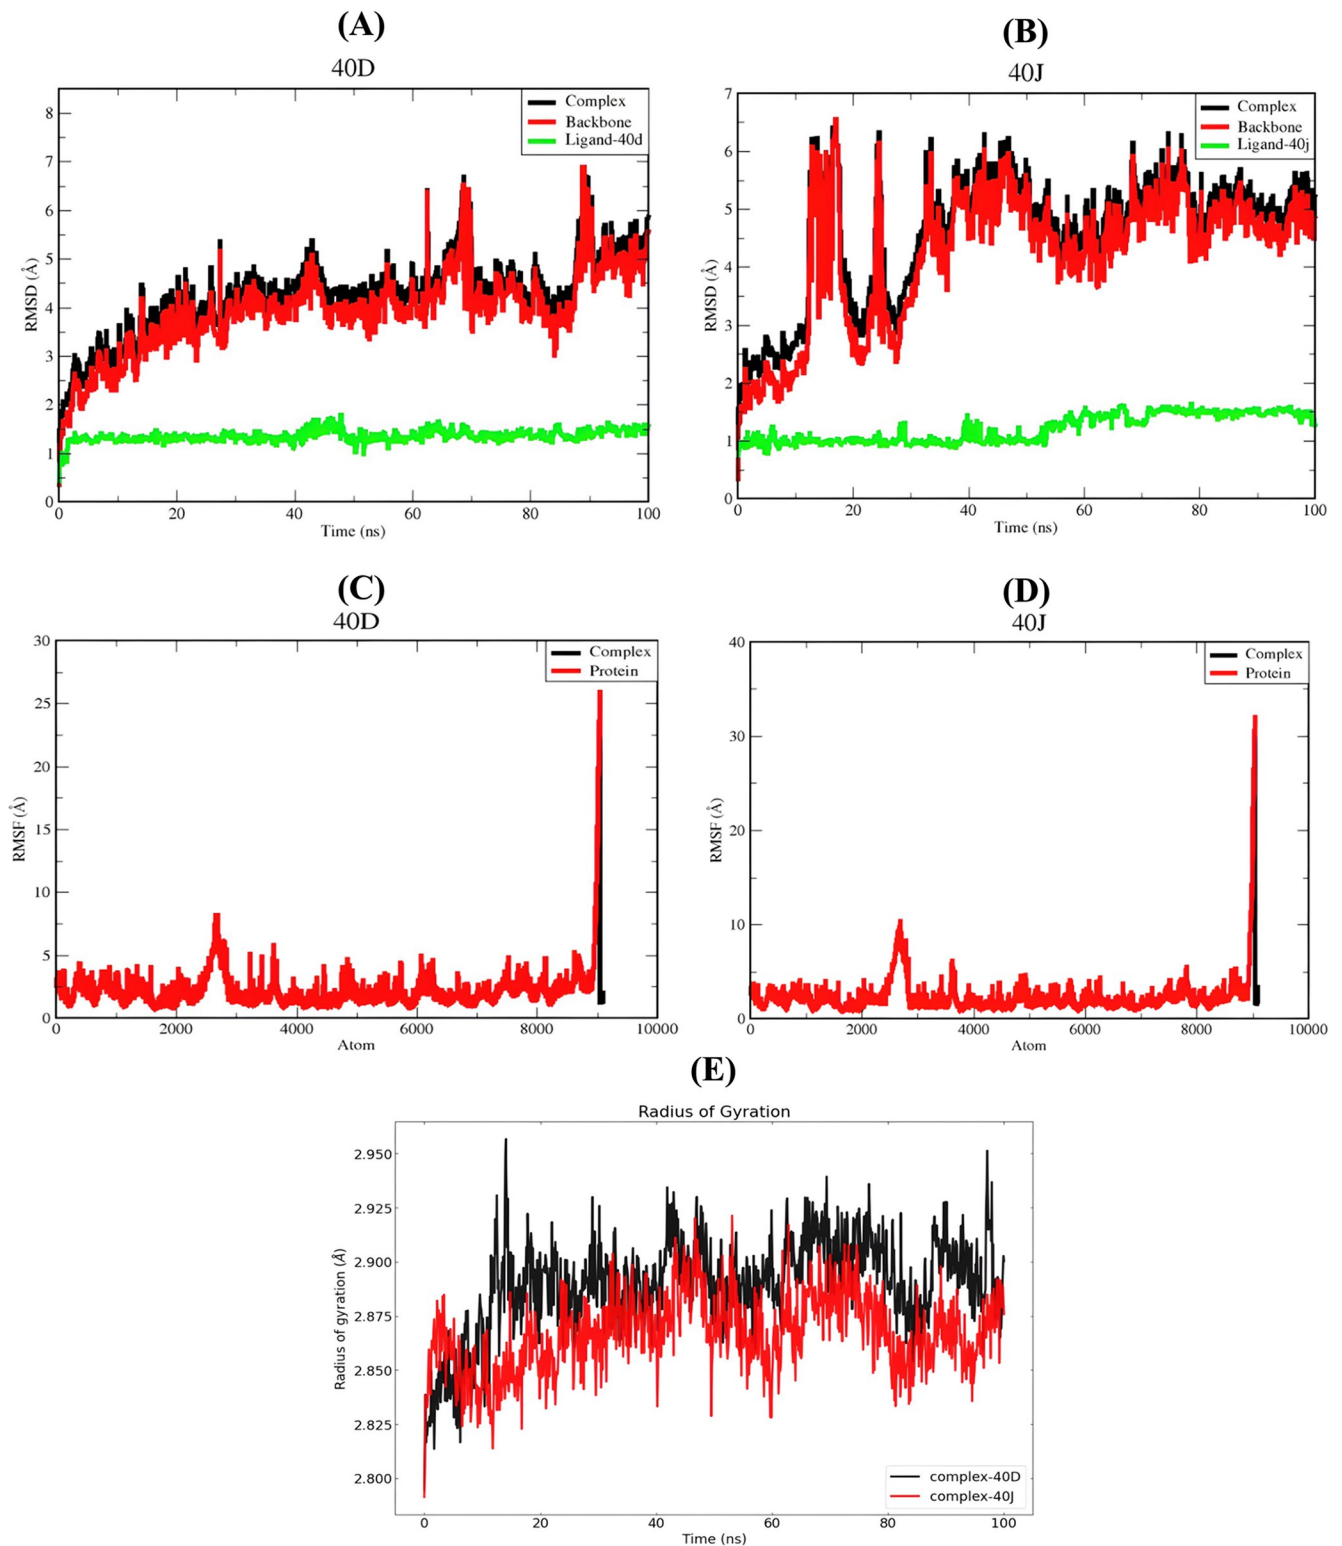 (A)
40D
Complex
Backbone
Ligand-40d
8
7
6
5
4
3
2
1
0
RMSD (Å)
0 20 40 60 80 100
Time (ns)
(B)
40J
Complex
Backbone
Ligand-40j
7
6
5
4
3
2
1
0
RMSD (Å)
0 20 40 60 80 100
Time (ns)
(C)
40D
Complex
Protein
30
25
20
15
10
5
0
RMSF (Å)
0 2000 4000 6000 8000 10000
Atom
(D)
40J
Complex
Protein
40
30
20
10
0
RMSF (Å)
0 2000 4000 6000 8000 10000
Atom
(E)
Radius of Gyration
2.950
2.925
2.900
2.875
2.850
2.825
2.800
Radius of gyration (Å)
complex-40D
complex-40J
0 20 40 60 80 100
Time (ns)